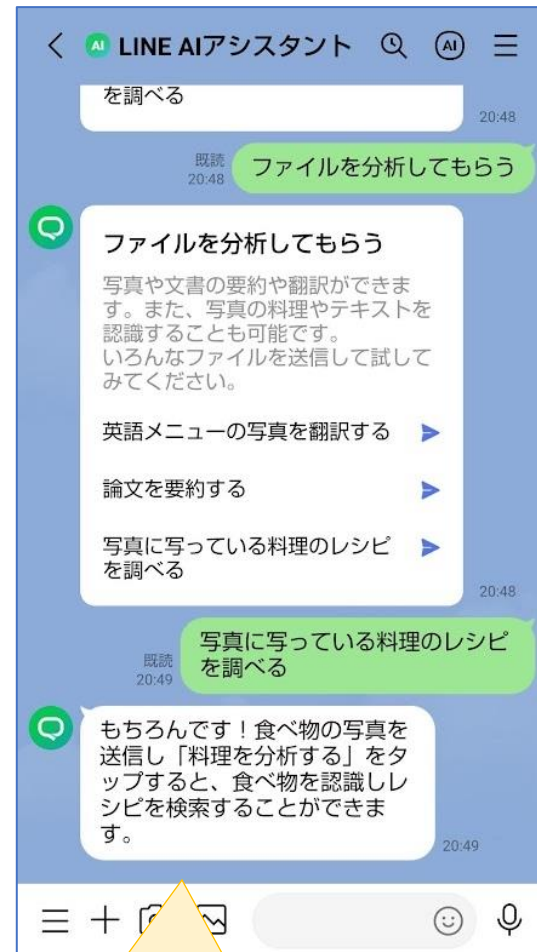 AI LINE AIアシスタント AI
を調べる
20:48
既読
20:48
ファイルを分析してもらう
ファイルを分析してもらう
写真や文書の要約や翻訳ができま
す。また、写真の料理やテキストを
認識することも可能です。
いろんなファイルを送信して試して
みてください。
英語メニューの写真を翻訳する
論文を要約する
写真に写っている料理のレシピ
を調べる
20:48
既読
20:49
写真に写っている料理のレシピ
を調べる
もちろんです！食べ物の写真を
送信し「料理を分析する」をタ
ップすると、食べ物を認識しレ
シピを検索することができま
す。
20:49